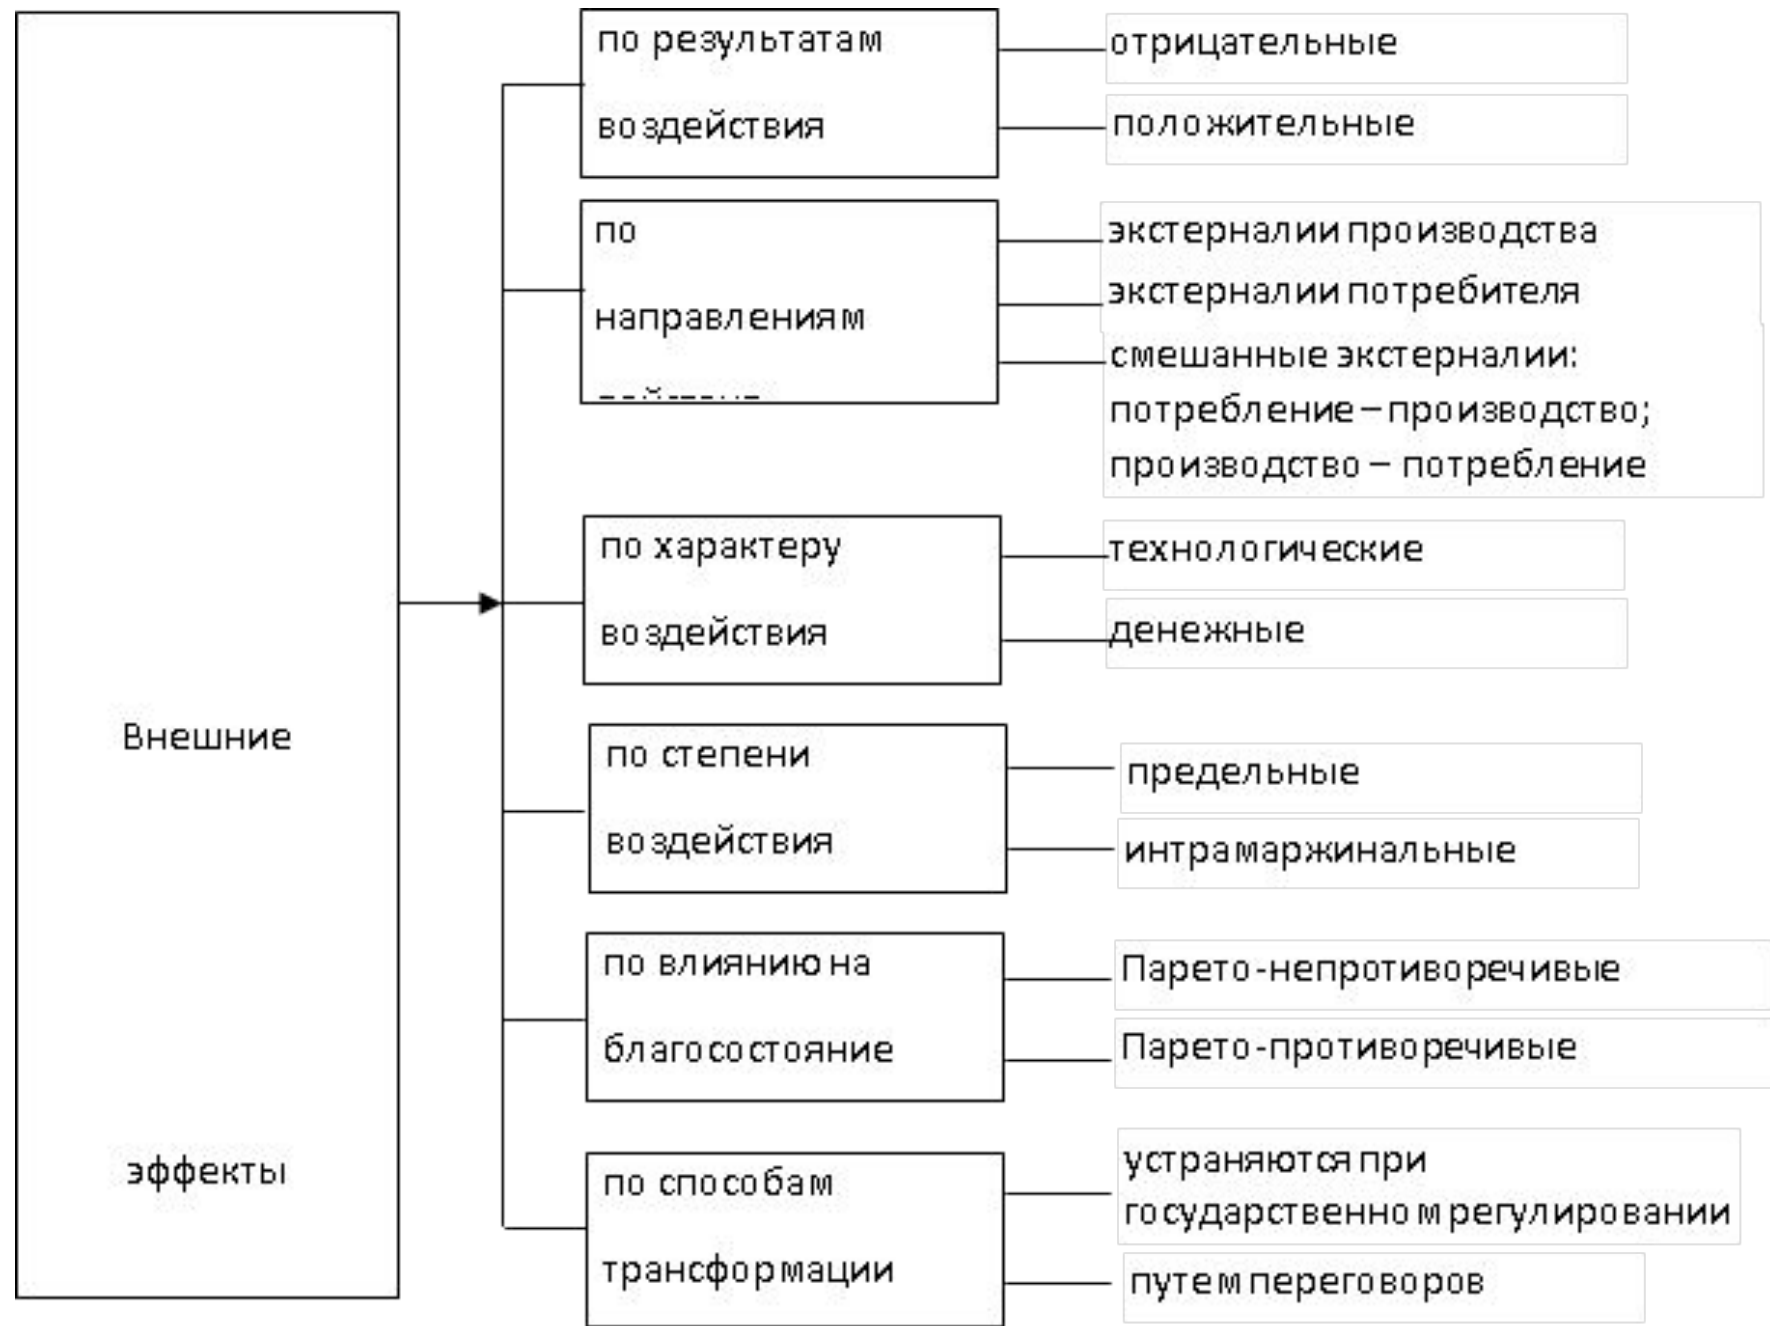 Внешние
эффекты
по результатам
воздействия
отрицательные
положительные
по
направлениям
экстерналии производства
экстерналии потребителя
смешанные экстерналии:
потребление – производство;
производство – потребление
по характеру
воздействия
технологические
денежные
по степени
воздействия
предельные
интрамаржинальные
по влиянию на
благосостояние
Парето-непротиворечивые
Парето-противоречивые
по способам
трансформации
устраняются при
государственном регулировании
путем переговоров